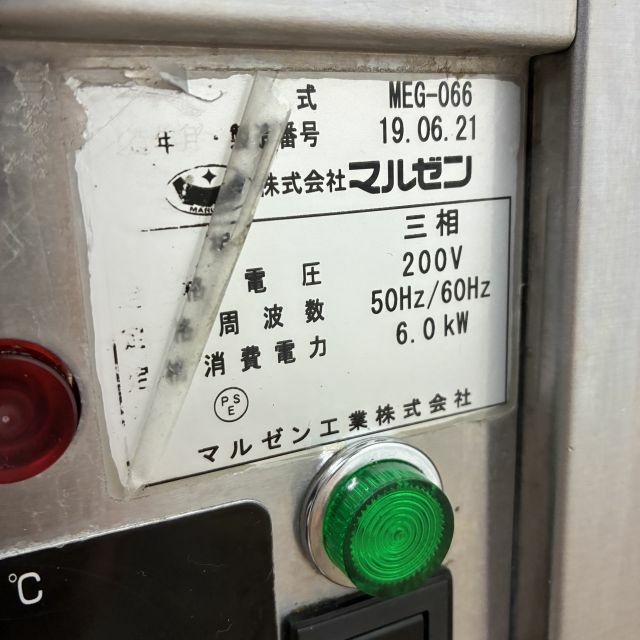 式 MEG-066
年 番号 19.06.21
株式会社マルゼン
三相
電圧 200V
周波数 50Hz/60Hz
消費電力 6.0kW
PSE
マルゼン工業株式会社
℃